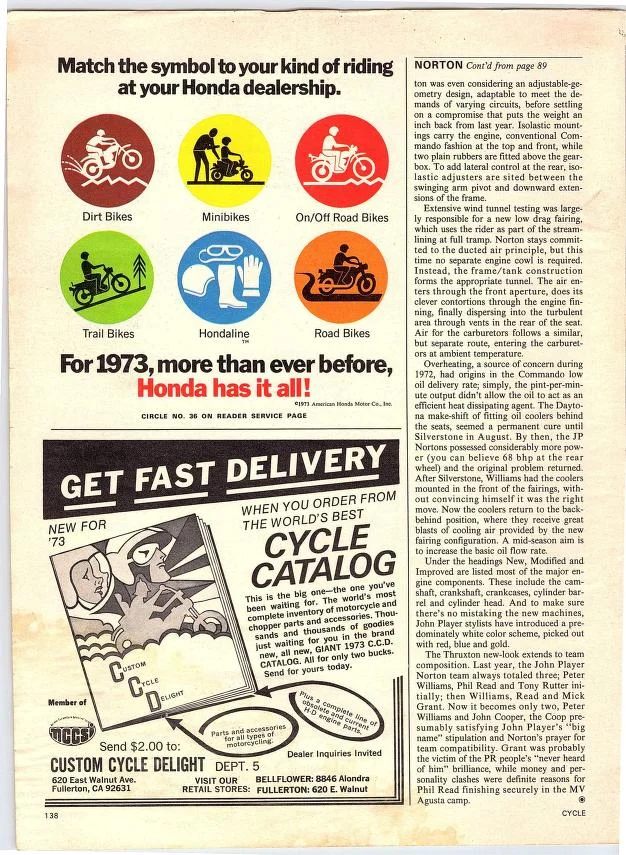 Match the symbol to your kind of riding
at your Honda dealership.
Dirt Bikes
Minibikes
On/Off Road Bikes
Trail Bikes
Hondaline
TM
Road Bikes
For 1973, more than ever before,
Honda has it all!
©1973 American Honda Motor Co., Inc.
CIRCLE NO. 36 ON READER SERVICE PAGE
GET FAST DELIVERY
WHEN YOU ORDER FROM
THE WORLD'S BEST
CYCLE
CATALOG
NEW FOR
'73
This is the big one—the one you've
been waiting for. The world's most
complete inventory of motorcycle and
chopper parts and accessories. Thou-
sands and thousands of goodies
just waiting for you in the brand
new, all new, GIANT 1973 C.C.D.
CATALOG. All for only two bucks.
Send for yours today.
CUSTOM
CYCLE
DELIGHT
Member of
Parts and accessories
for all types of
motorcycling.
Plus a complete line of
obsolete and current
H-D engine parts.
Dealer Inquiries Invited
Send $2.00 to:
CUSTOM CYCLE DELIGHT DEPT. 5
620 East Walnut Ave.
Fullerton, CA 92631
VISIT OUR
RETAIL STORES:
BELLFLOWER: 8846 Alondra
FULLERTON: 620 E. Walnut
138
NORTON Cont'd from page 89
ton was even considering an adjustable-ge-
ometry design, adaptable to meet the de-
mands of varying circuits, before settling
on a compromise that puts the weight an
inch back from last year. Isolastic mount-
ings carry the engine, conventional Com-
mando fashion at the top and front, while
two plain rubbers are fitted above the gear-
box. To add lateral control at the rear, iso-
lastic adjusters are sited between the
swinging arm pivot and downward exten-
sions of the frame.
Extensive wind tunnel testing was large-
ly responsible for a new low drag fairing,
which uses the rider as part of the stream-
lining at full tramp. Norton stays commit-
ted to the ducted air principle, but this
time no separate engine cowl is required.
Instead, the frame/tank construction
forms the appropriate tunnel. The air en-
ters through the front aperture, does its
clever contortions through the engine fin-
ning, finally dispersing into the turbulent
area through vents in the rear of the seat.
Air for the carburetors follows a similar,
but separate route, entering the carburet-
ors at ambient temperature.
Overheating, a source of concern during
1972, had origins in the Commando low
oil delivery rate; simply, the pint-per-min-
ute output didn't allow the oil to act as an
efficient heat dissipating agent. The Dayto-
na make-shift of fitting oil coolers behind
the seats, seemed a permanent cure until
Silverstone in August. By then, the JP
Nortons possessed considerably more pow-
er (you can believe 68 bhp at the rear
wheel) and the original problem returned.
After Silverstone, Williams had the coolers
mounted in the front of the fairings, with-
out convincing himself it was the right
move. Now the coolers return to the back-
behind position, where they receive great
blasts of cooling air provided by the new
fairing configuration. A mid-season aim is
to increase the basic oil flow rate.
Under the headings New, Modified and
Improved are listed most of the major en-
gine components. These include the cam-
shaft, crankshaft, crankcases, cylinder bar-
rel and cylinder head. And to make sure
there's no mistaking the new machines,
John Player stylists have introduced a pre-
dominately white color scheme, picked out
with red, blue and gold.
The Thruxton new-look extends to team
composition. Last year, the John Player
Norton team always totaled three; Peter
Williams, Phil Read and Tony Rutter ini-
tially; then Williams, Read and Mick
Grant. Now it becomes only two, Peter
Williams and John Cooper, the Coop pre-
sumably satisfying John Player's "big
name" stipulation and Norton's prayer for
team compatibility. Grant was probably
the victim of the PR people's "never heard
of him" brilliance, while money and per-
sonality clashes were definite reasons for
Phil Read finishing securely in the MV
Agusta camp.
CYCLE